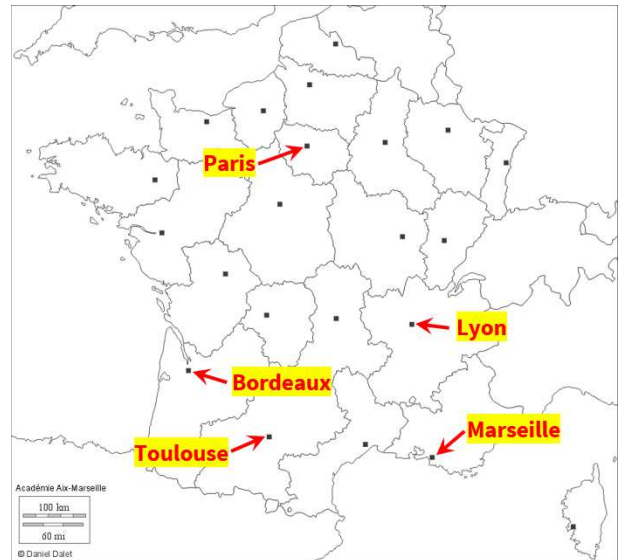 Paris
Lyon
Bordeaux
Marseille
Toulouse
Académie Aix-Marseille
100 km
60 mi
© Daniel Dalet